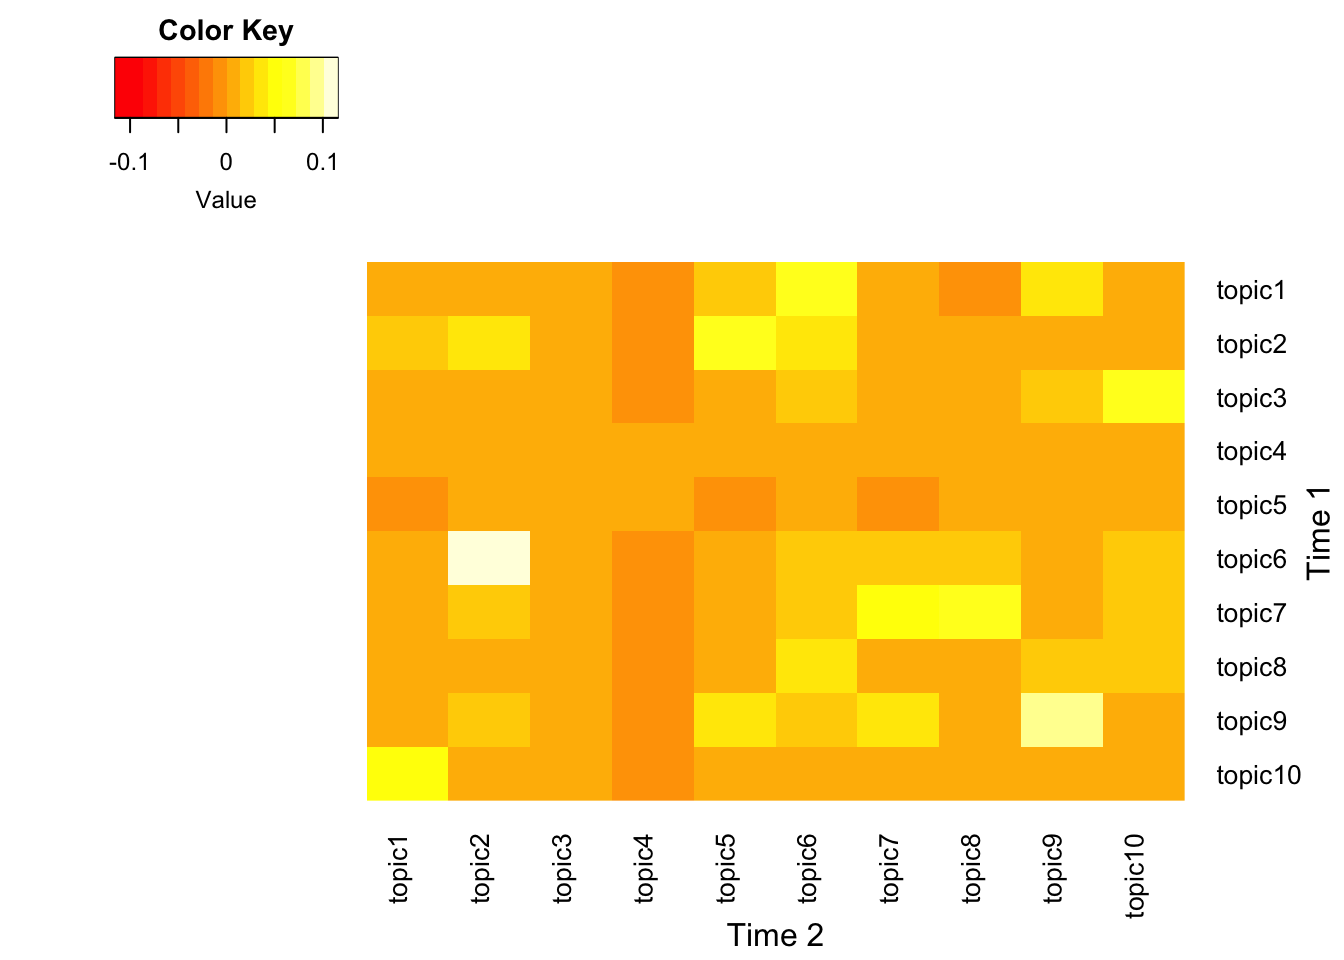 Color Key
-0.1 0 0.1
Value
topic1
topic2
topic3
topic4
topic5
topic6
topic7
topic8
topic9
topic10
Time 1
topic1 topic2 topic3 topic4 topic5 topic6 topic7 topic8 topic9 topic10
Time 2